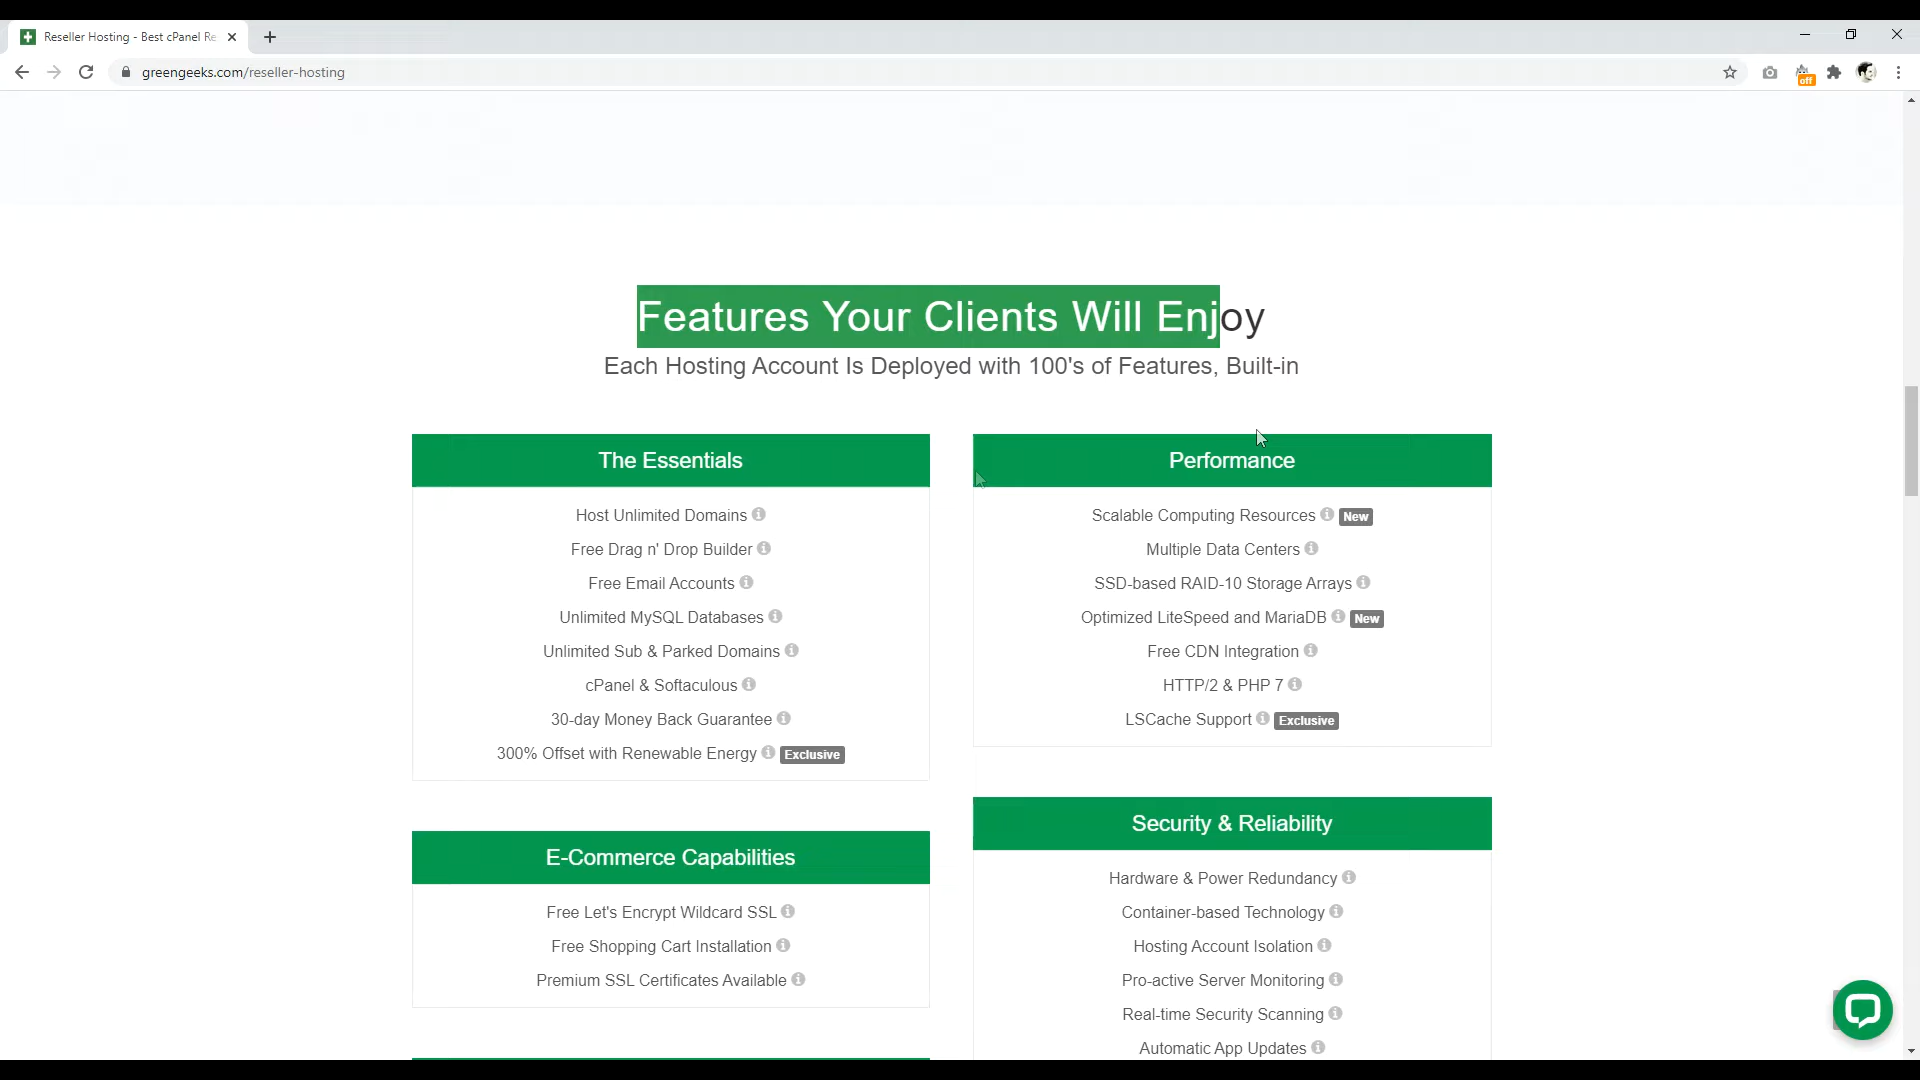 Reseller Hosting - Best cPanel Re
greengeeks.com/reseller-hosting
off
Features Your Clients Will Enjoy
Each Hosting Account Is Deployed with 100's of Features, Built-in
The Essentials
Host Unlimited Domains
Free Drag n' Drop Builder
Free Email Accounts
Unlimited MySQL Databases
Unlimited Sub & Parked Domains
cPanel & Softaculous
30-day Money Back Guarantee
300% Offset with Renewable Energy Exclusive
E-Commerce Capabilities
Free Let's Encrypt Wildcard SSL
Free Shopping Cart Installation
Premium SSL Certificates Available
Performance
Scalable Computing Resources New
Multiple Data Centers
SSD-based RAID-10 Storage Arrays
Optimized LiteSpeed and MariaDB New
Free CDN Integration
HTTP/2 & PHP 7
LSCache Support Exclusive
Security & Reliability
Hardware & Power Redundancy
Container-based Technology
Hosting Account Isolation
Pro-active Server Monitoring
Real-time Security Scanning
Automatic App Updates